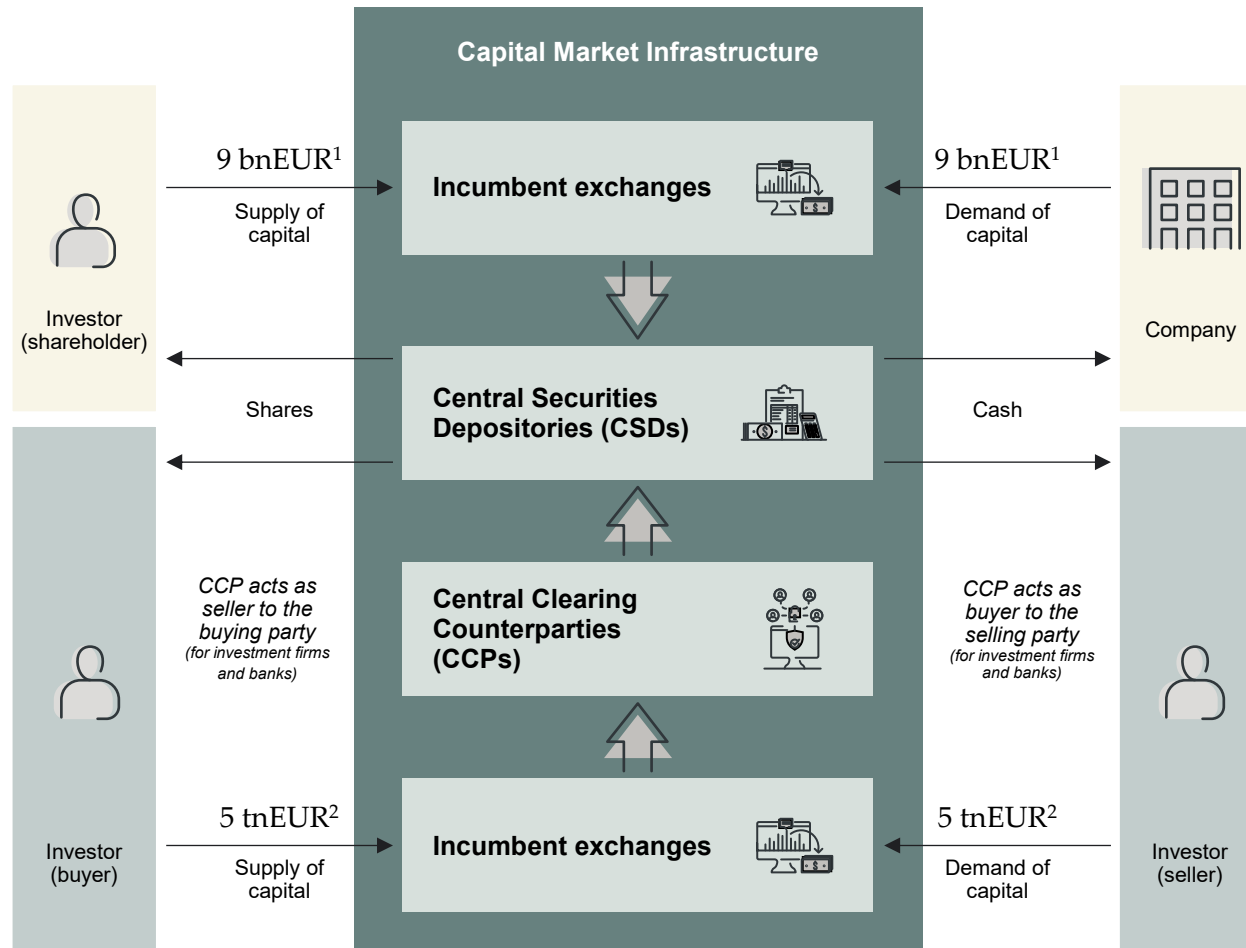 Capital Market Infrastructure
9 bnEUR¹
Supply of
capital
Incumbent exchanges
9 bnEUR¹
Demand of
capital
Investor
(shareholder)
Company
Shares
Central Securities
Depositories (CSDs)
Cash
CCP acts as
seller to the
buying party
(for investment firms
and banks)
Central Clearing
Counterparties
(CCPs)
CCP acts as
buyer to the
selling party
(for investment firms
and banks)
5 tnEUR²
Supply of
capital
Incumbent exchanges
5 tnEUR²
Demand of
capital
Investor
(buyer)
Investor
(seller)